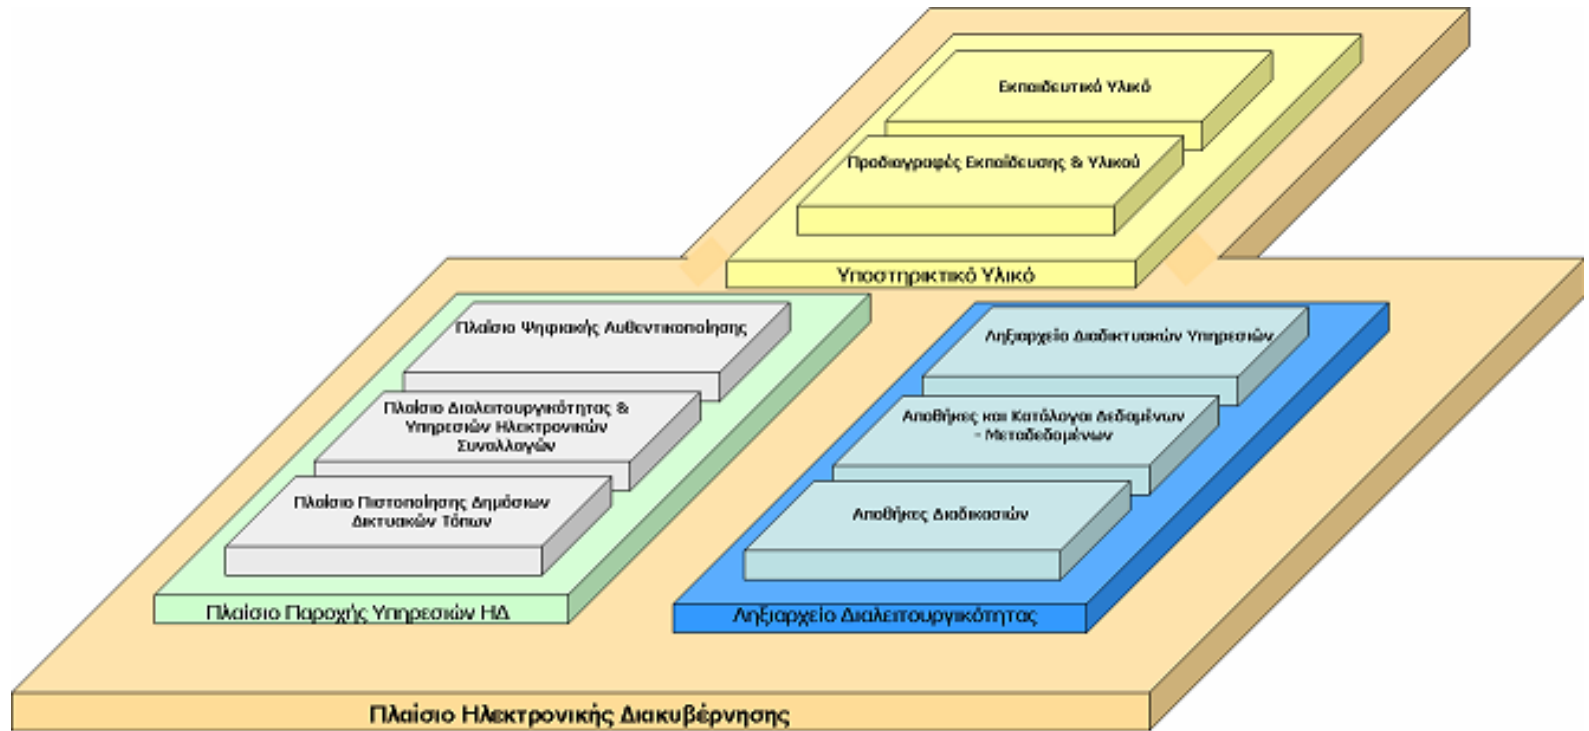 Εκπαιδευτικό Υλικό
Προδιαγραφές Εκπαίδευσης & Υλικού
Υποστηρικτικό Υλικό
Πλαίσιο Ψηφιακής Αυθεντικοποίησης
Πλαίσιο Διαλειτουργικότητας &
Υπηρεσιών Ηλεκτρονικών
Συναλλαγών
Πλαίσιο Πιστοποίησης Δημόσιων
Δικτυακών Τόπων
Πλαίσιο Παροχής Υπηρεσιών ΗΔ
Ληξιαρχείο Διαδικτυακών Υπηρεσιών
Αποθήκες και Κατάλογοι Δεδομένων
- Μεταδεδομένων
Αποθήκες Διαδικασιών
Ληξιαρχείο Διαλειτουργικότητας
Πλαίσιο Ηλεκτρονικής Διακυβέρνησης